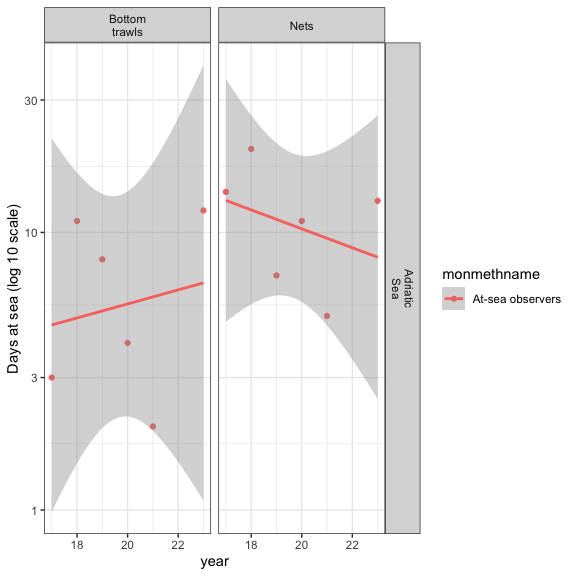 Bottom
trawls
Nets
Days at sea (log 10 scale)
30
10
3
1
Adriatic
Sea
18
20
22
18
20
22
year
monmethname
At-sea observers